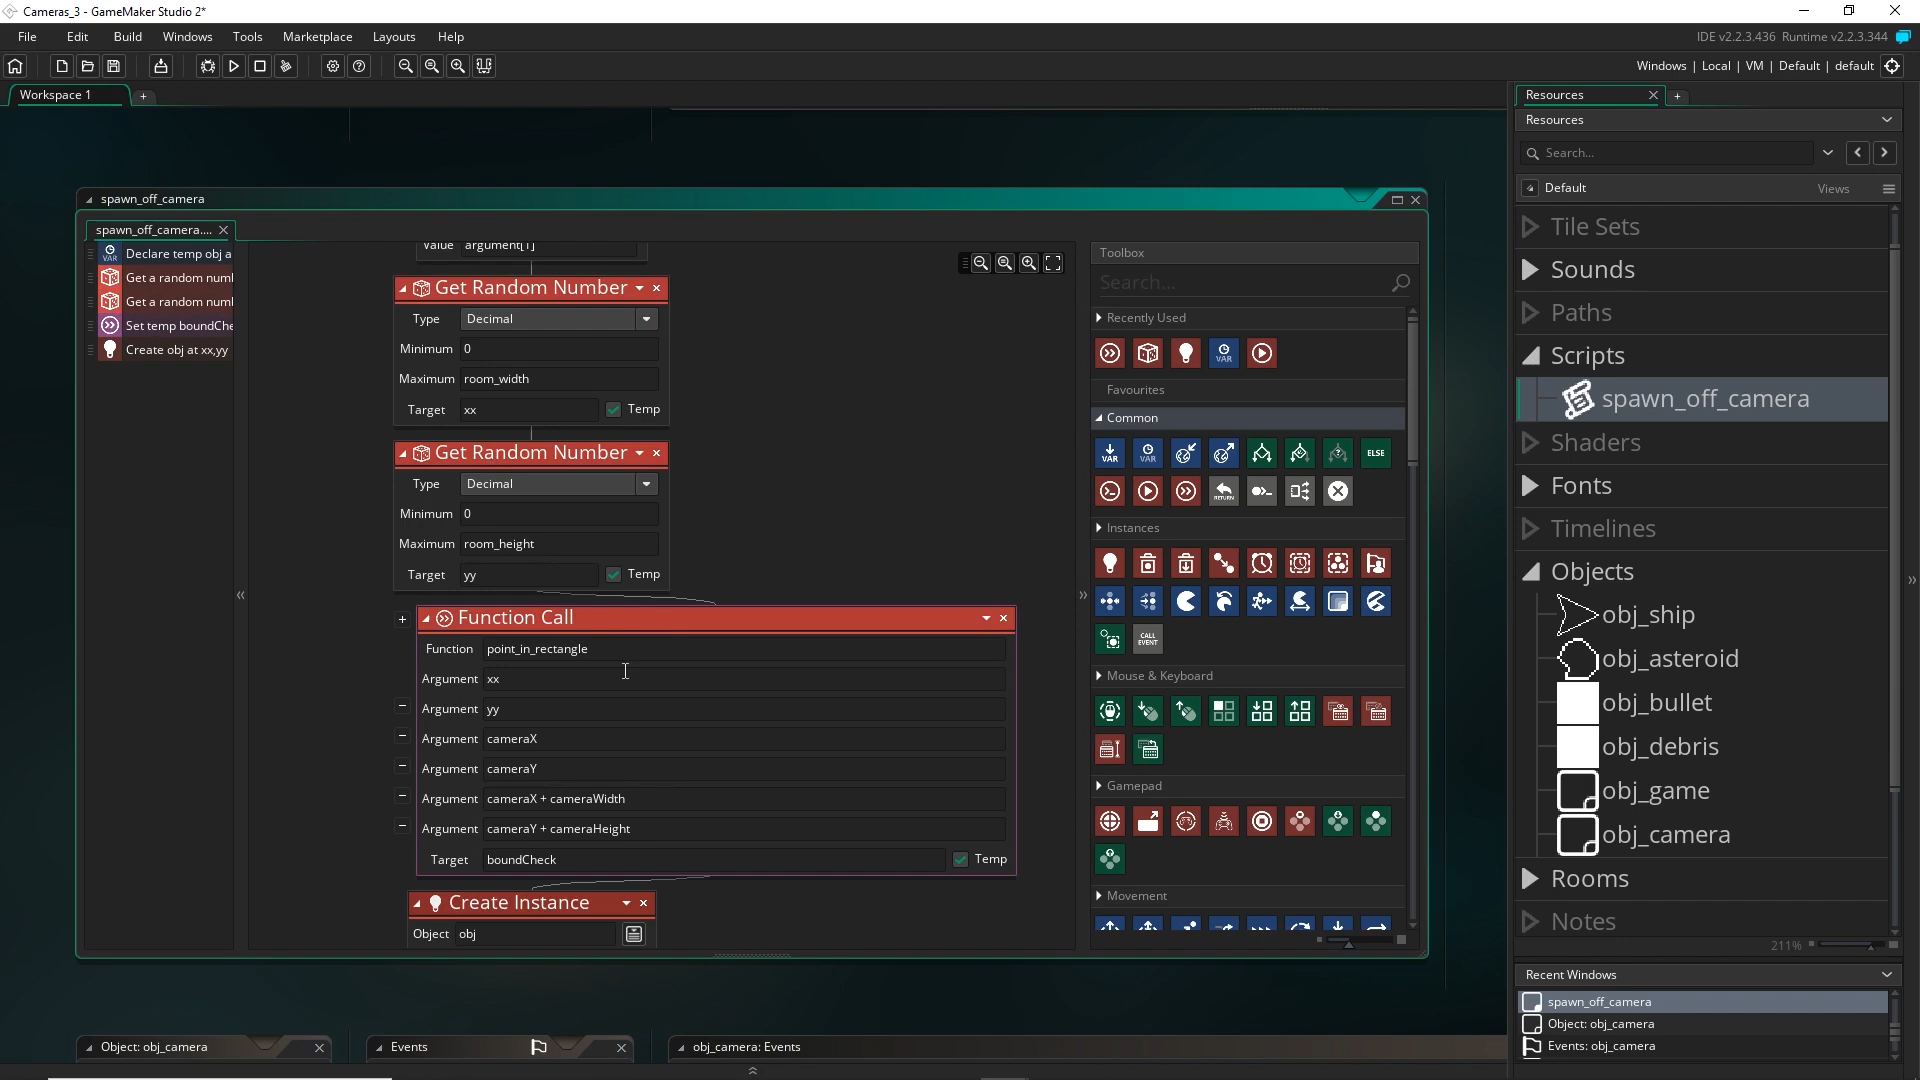 Cameras_3 - GameMaker Studio 2*
File Edit Build Windows Tools Marketplace Layouts Help
IDE v2.2.3.436 Runtime v2.2.3.344
Windows | Local | VM | Default | default
Workspace 1
+
spawn_off_camera
spawn_off_camera....
Declare temp obj a
Get a random numl
Get a random numl
Set temp boundChe
Create obj at xx,yy
Value argument[1]
Get Random Number
Type Decimal
Minimum 0
Maximum room_width
Target xx Temp
Get Random Number
Type Decimal
Minimum 0
Maximum room_height
Target yy Temp
Function Call
Function point_in_rectangle
Argument xx
Argument yy
Argument cameraX
Argument cameraY
Argument cameraX + cameraWidth
Argument cameraY + cameraHeight
Target boundCheck Temp
Create Instance
Object obj
Toolbox
Search...
Recently Used
VAR
Favourites
Common
VAR VAR ELSE
RETURN
Instances
CALL EVENT
Mouse & Keyboard
Gamepad
Movement
Resources
Resources
Search...
Default Views
Tile Sets
Sounds
Paths
Scripts
spawn_off_camera
Shaders
Fonts
Timelines
Objects
obj_ship
obj_asteroid
obj_bullet
obj_debris
obj_game
obj_camera
Rooms
Notes
211%
Recent Windows
spawn_off_camera
Object: obj_camera
Events: obj_camera
Object: obj_camera
Events
obj_camera: Events